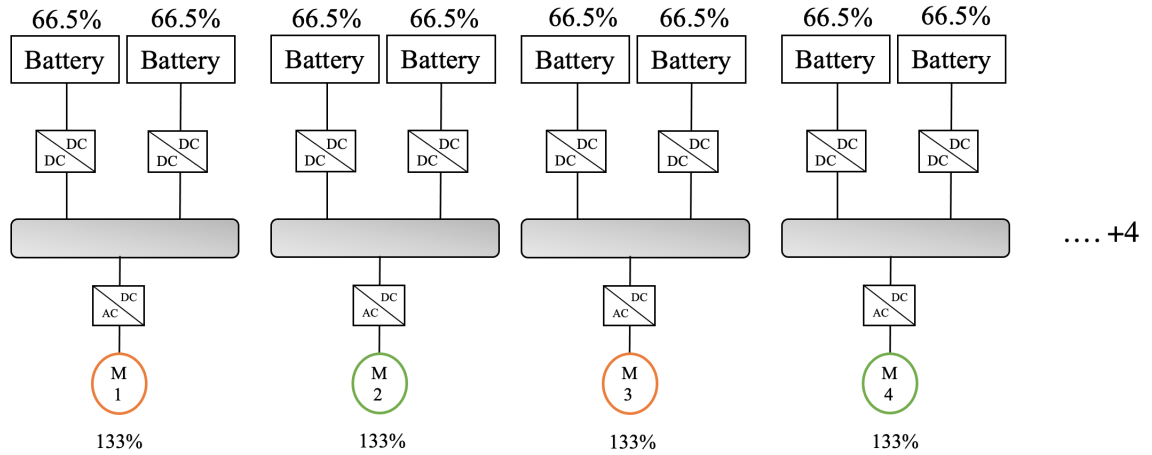 66.5% 66.5% 66.5% 66.5% 66.5% 66.5% 66.5% 66.5%
Battery Battery Battery Battery Battery Battery Battery Battery
DC DC DC DC DC DC DC DC
DC DC DC DC DC DC DC DC
.... +4
DC DC DC DC
AC AC AC AC
M M M M
1 2 3 4
133% 133% 133% 133%